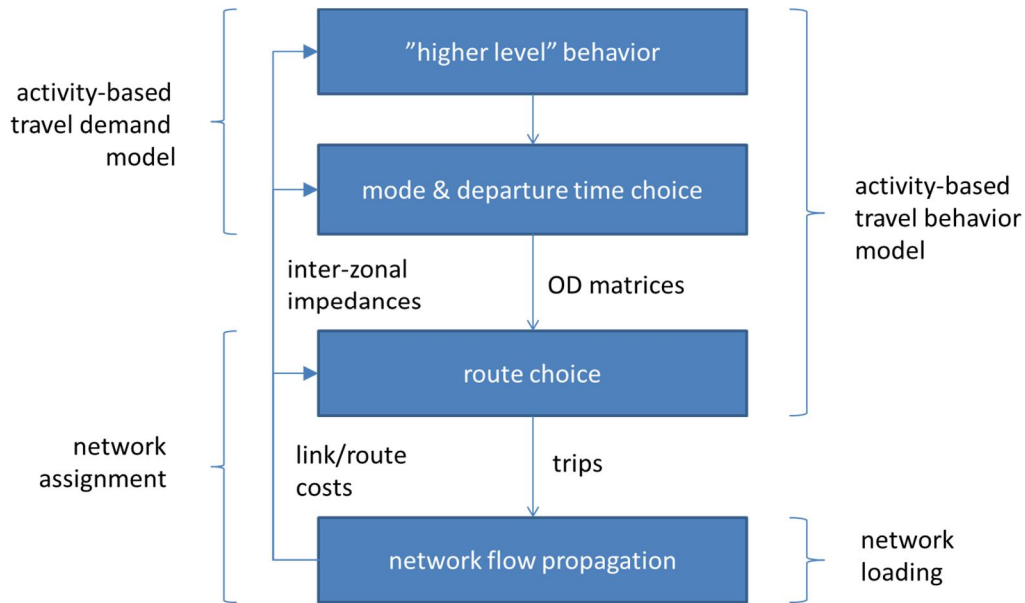 ”higher level” behavior
activity-based
travel demand
model
mode & departure time choice
activity-based
travel behavior
model
inter-zonal
impedances
OD matrices
route choice
network
assignment
link/route
costs
trips
network flow propagation
network
loading